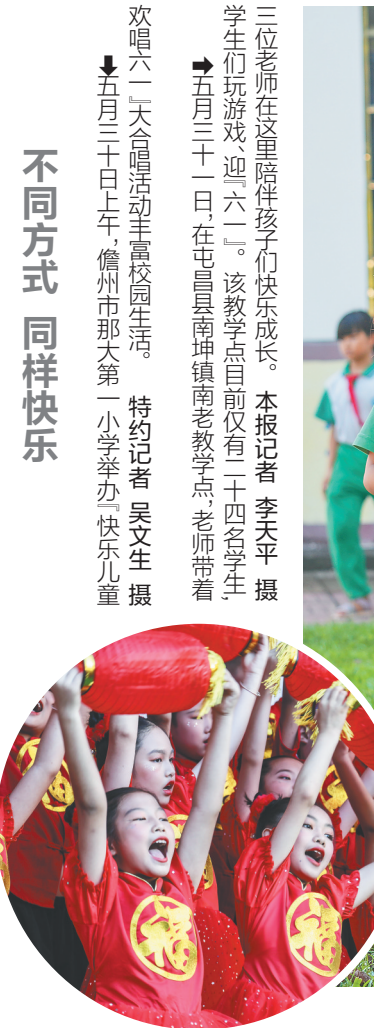 不同方式 同样快乐
⬇五月三十日上午，儋州市那大第一小学举办『快乐儿童
欢唱六一』大合唱活动丰富校园生活。 特约记者 吴文生 摄
➡五月三十一日，在屯昌县南坤镇南老教学点，老师带着
学生们玩游戏、迎『六一』。该教学点目前仅有二十四名学生，
三位老师在这里陪伴孩子们快乐成长。 本报记者 李天平 摄
福
福